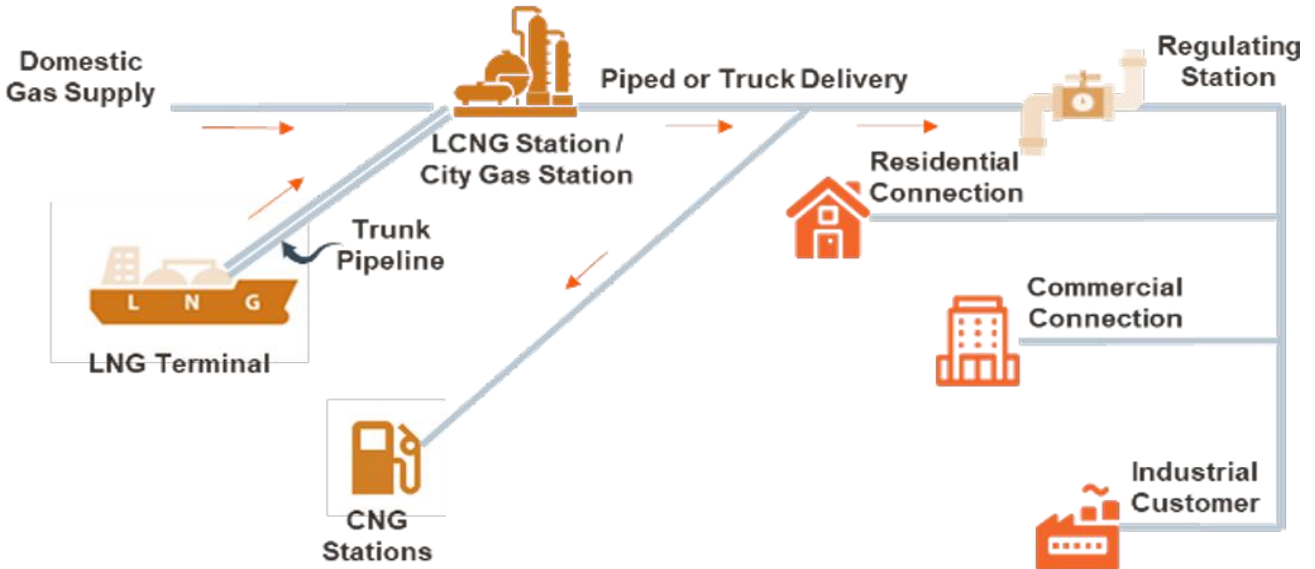 Domestic
Gas Supply
LCNG Station /
City Gas Station
Piped or Truck Delivery
Regulating
Station
Residential
Connection
Trunk
Pipeline
L N G
LNG Terminal
Commercial
Connection
CNG
Stations
Industrial
Customer